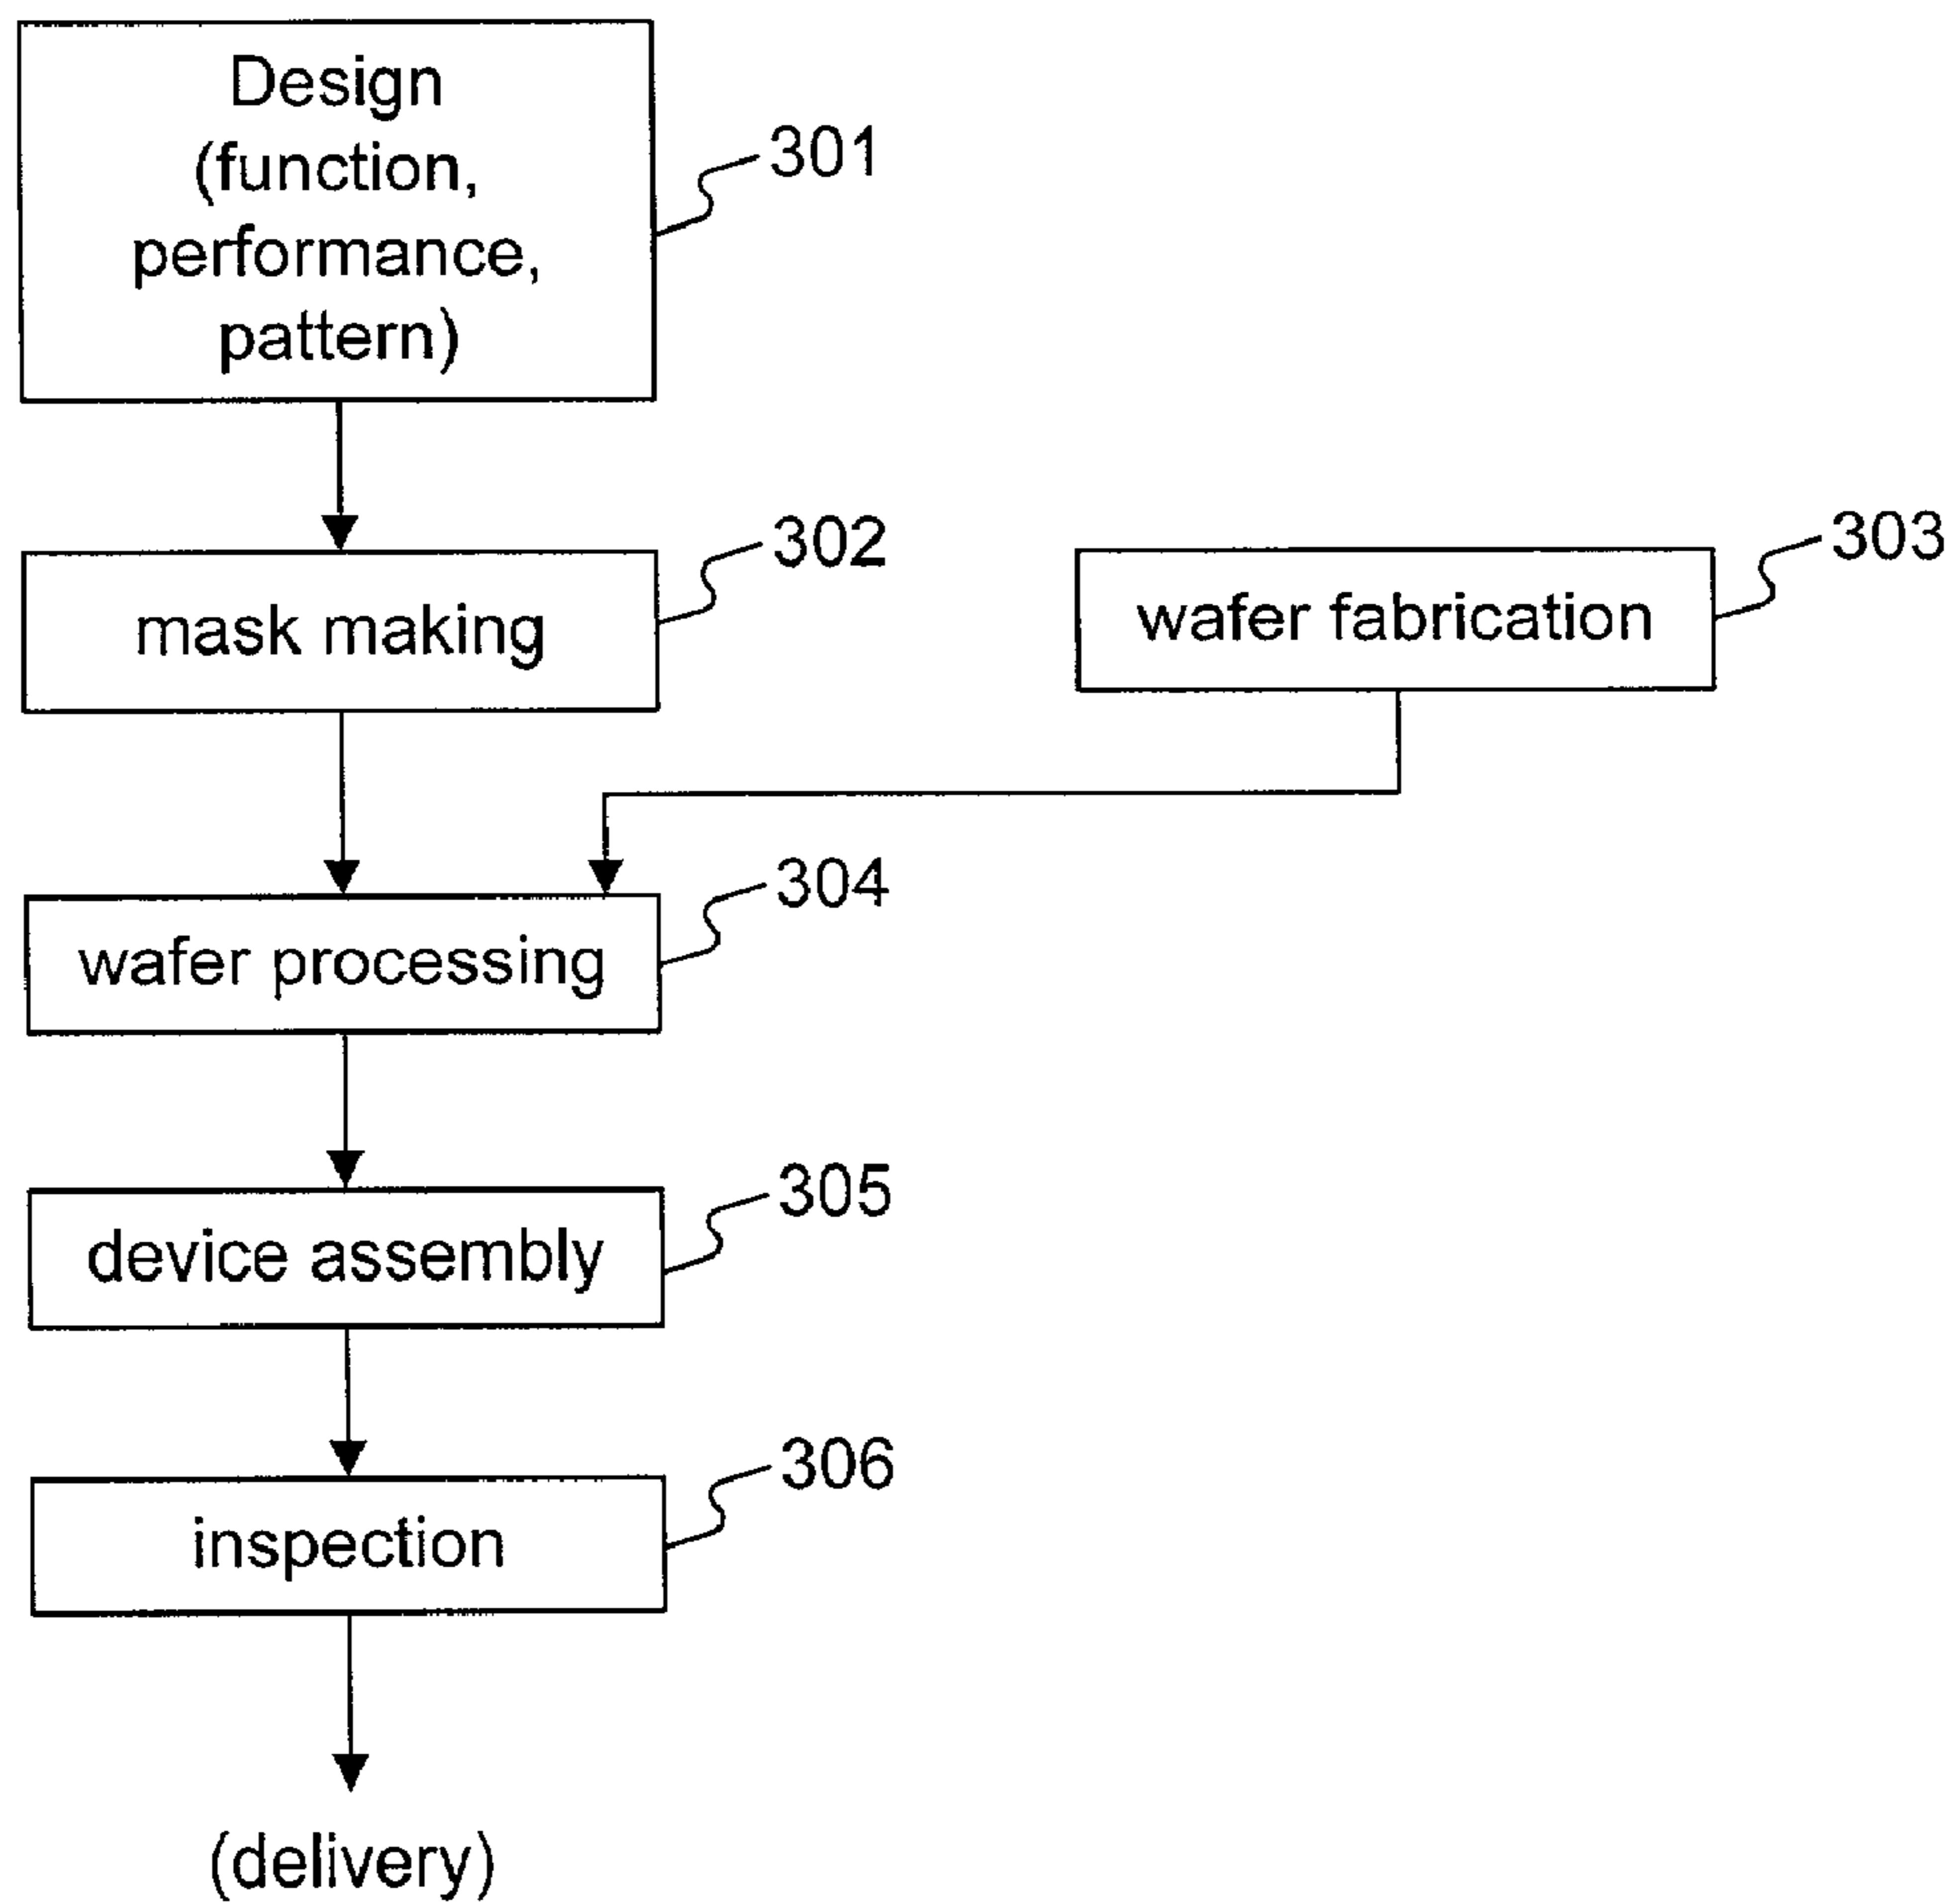 Design
(function,
performance,
pattern)
301
mask making
302
wafer fabrication
303
wafer processing
304
device assembly
305
inspection
306
(delivery)